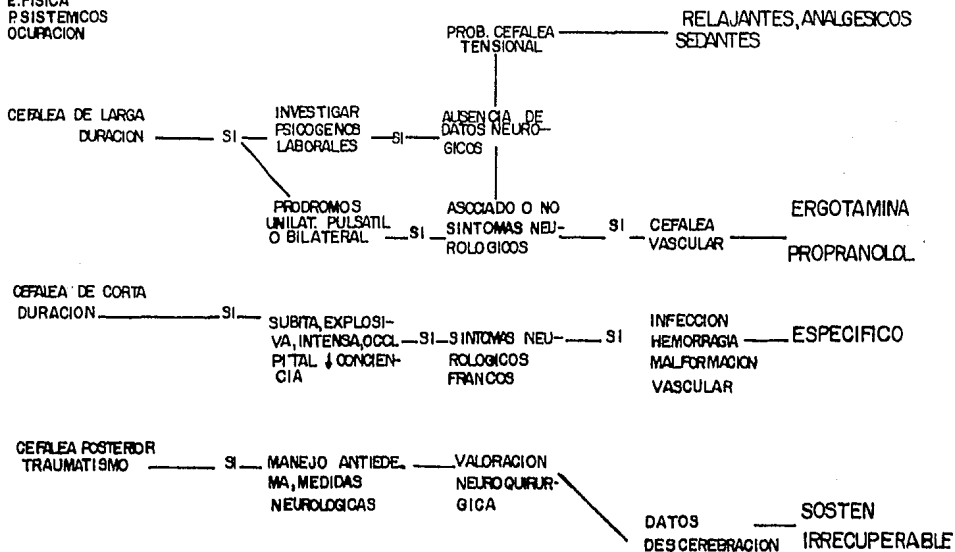 E. FISICA
P. SISTEMICOS
OCUPACION
PROB. CEFALEA
TENSIONAL
RELAJANTES, ANALGESICOS
SEDANTES
CEFALEA DE LARGA
DURACION
SI
INVESTIGAR
PSICOGENOS
LABORALES
SI
AUSENCIA DE
DATOS NEURO-
GICOS
PRODROMOS
UNILAT. PULSATIL
O BILATERAL
SI
ASOCIADO O NO
SINTOMAS NEU-
ROLOGICOS
SI
CEFALEA
VASCULAR
ERGOTAMINA
PROPRANOLOL
CEFALEA DE CORTA
DURACION
SI
SUBITA, EXPLOSI-
VA, INTENSA, OCCI
PITAL ↓ CONCIEN-
CIA
SI
SINTOMAS NEU-
ROLOGICOS
FRANCOS
SI
INFECCION
HEMORRAGIA
MALFORMACION
VASCULAR
ESPECIFICO
CEFALEA POSTERIOR
TRAUMATISMO
SI
MANEJO ANTIEDE
MA, MEDIDAS
NEUROLOGICAS
VALORACION
NEUROQUIRUR-
GICA
DATOS
DESCEREBRACION
SOSTEN
IRRECUPERABLE